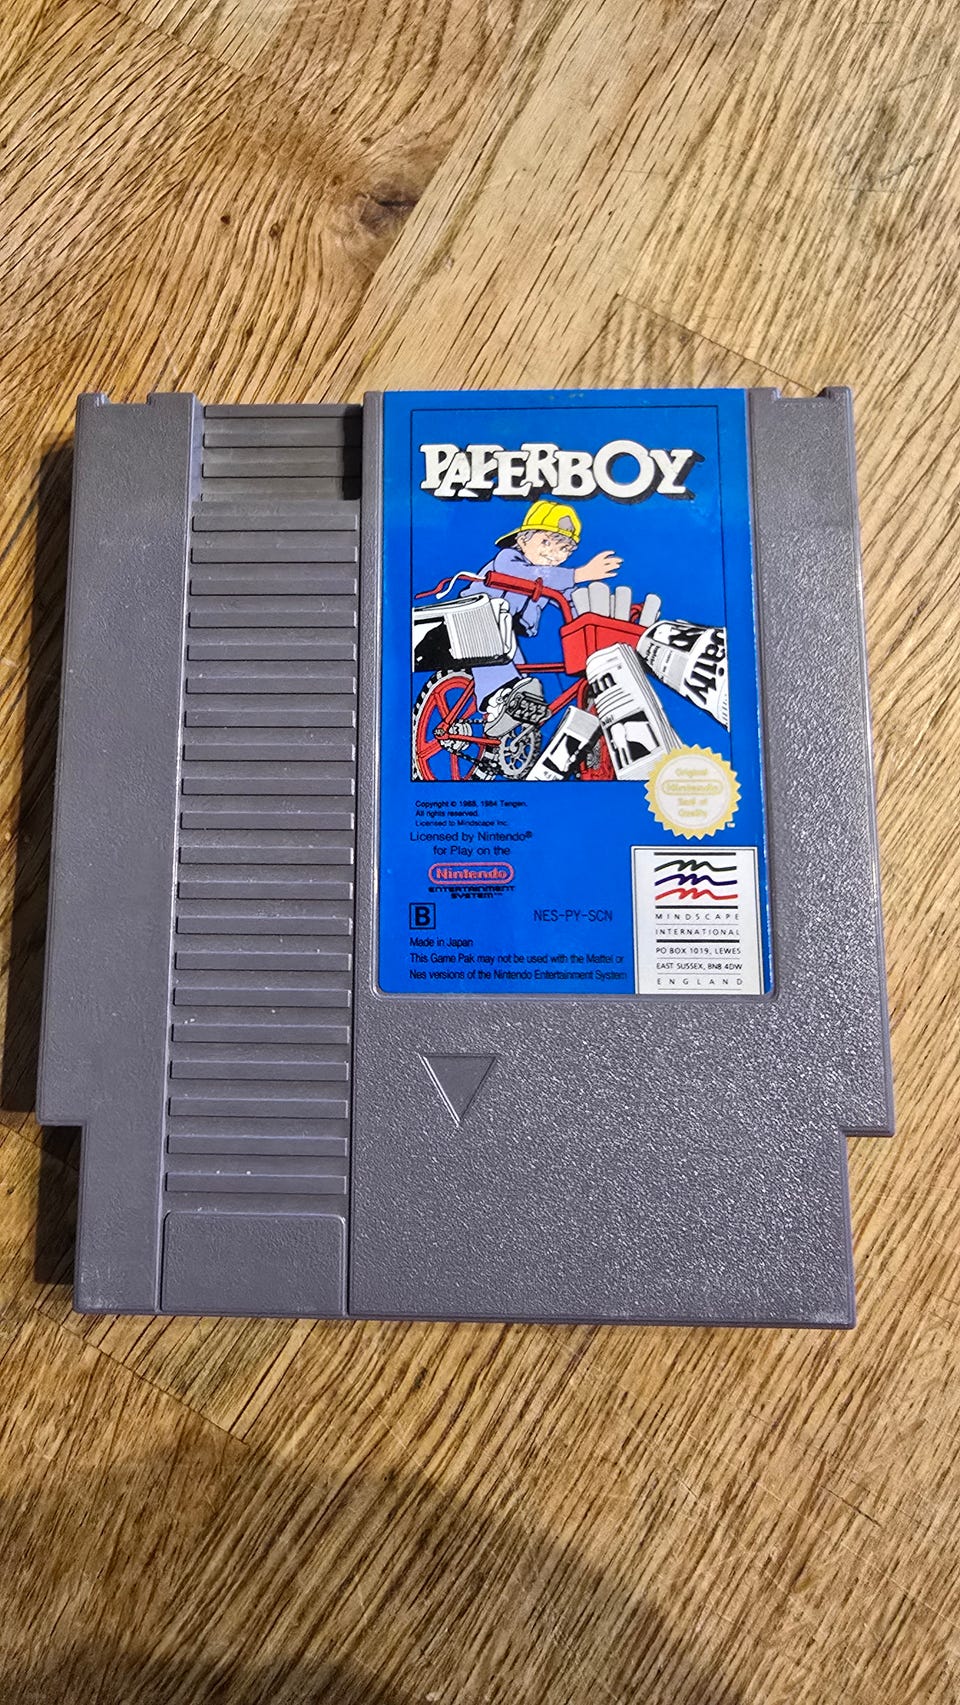 PAPERBOY
Daily
un
Original
Nintendo
Seal of
Quality
TM
Copyright © 1988, 1984 Tengen.
All rights reserved.
Licensed to Mindscape Inc.
Licensed by Nintendo®
for Play on the
Nintendo
ENTERTAINMENT
SYSTEM™
B
NES-PY-SCN
Made in Japan
This Game Pak may not be used with the Mattel or
Nes versions of the Nintendo Entertainment System
MINDSCAPE
INTERNATIONAL
PO BOX 1019, LEWES
EAST SUSSEX, BN8 4DW
ENGLAND